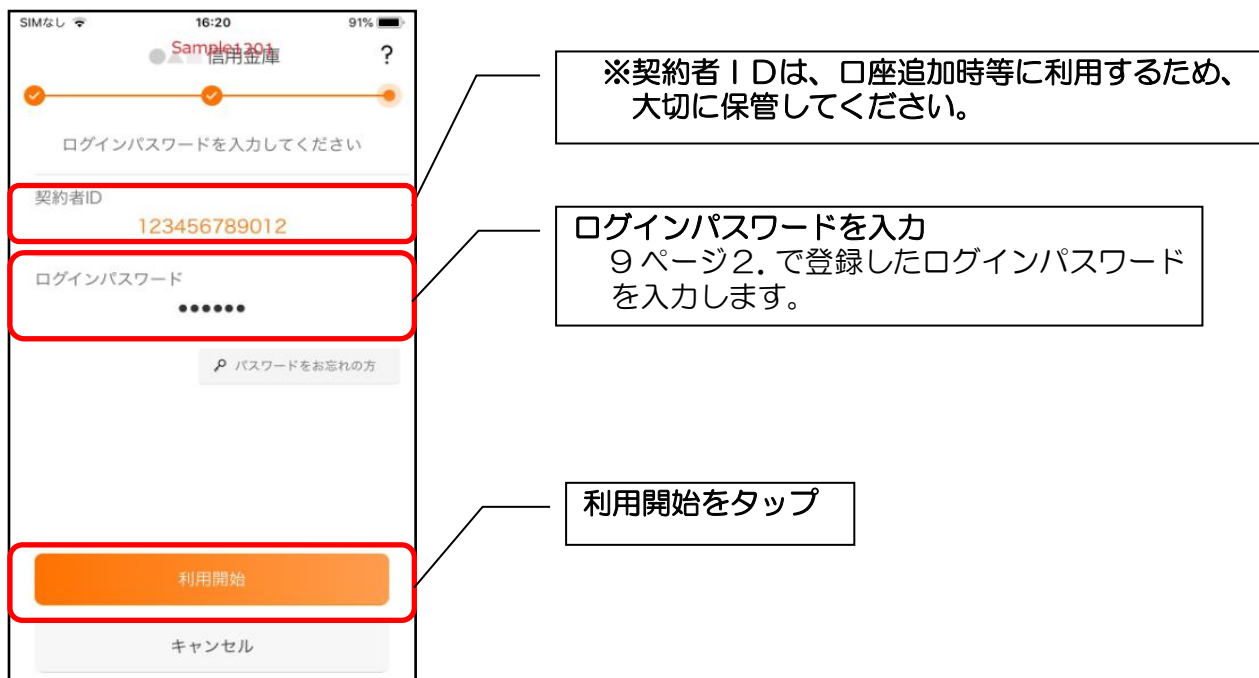 SIMなし 16:20 91%
Sample1201
信用金庫 ?
ログインパスワードを入力してください
契約者ID
123456789012
ログインパスワード
••••••
パスワードをお忘れの方
利用開始
キャンセル
※契約者IDは、口座追加時等に利用するため、
大切に保管してください。
ログインパスワードを入力
9ページ2.で登録したログインパスワード
を入力します。
利用開始をタップ